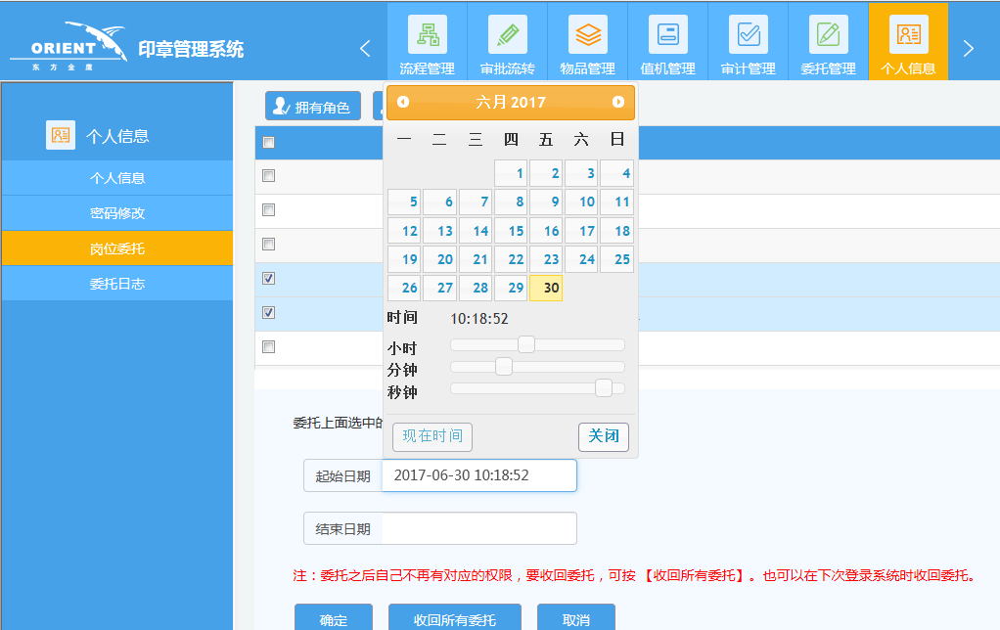 ORIENT
东方金鹰
印章管理系统
流程管理 审批流转 物品管理 值机管理 审计管理 委托管理 个人信息
个人信息
个人信息
密码修改
岗位委托
委托日志
拥有角色
六月 2017
一 二 三 四 五 六 日
1 2 3 4
5 6 7 8 9 10 11
12 13 14 15 16 17 18
19 20 21 22 23 24 25
26 27 28 29 30
时间 10:18:52
小时
分钟
秒钟
现在时间 关闭
委托上面选中的
起始日期 2017-06-30 10:18:52
结束日期
注：委托之后自己不再有对应的权限，要收回委托，可按 【收回所有委托】。也可以在下次登录系统时收回委托。
确定 收回所有委托 取消